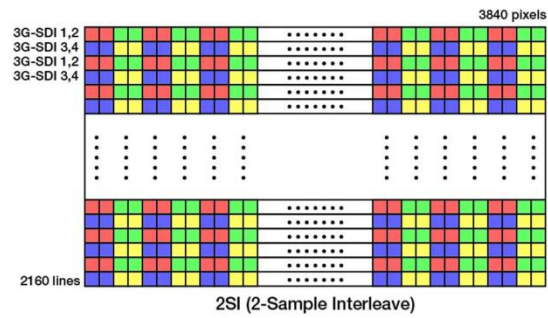 3840 pixels
3G-SDI 1,2
3G-SDI 3,4
3G-SDI 1,2
3G-SDI 3,4
2160 lines
2SI (2-Sample Interleave)